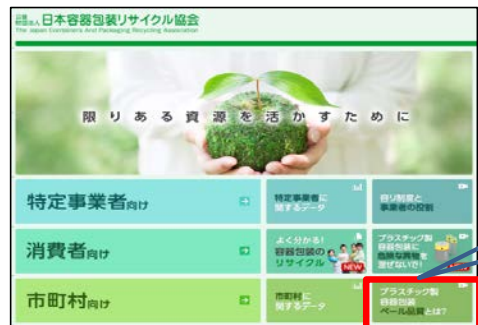 公益財団法人 日本容器包装リサイクル協会
The Japan Containers And Packaging Recycling Association
限りある資源を活かすために
特定事業者向け
特定事業者に
関するデータ
容リ制度と
事業者の役割
消費者向け
よく分かる!
容器包装の
リサイクル
NEW
プラスチック製
容器包装に
危険な異物を
混ぜないで!
NEW
市町村向け
市町村に
関するデータ
プラスチック製
容器包装
ベール品質とは?